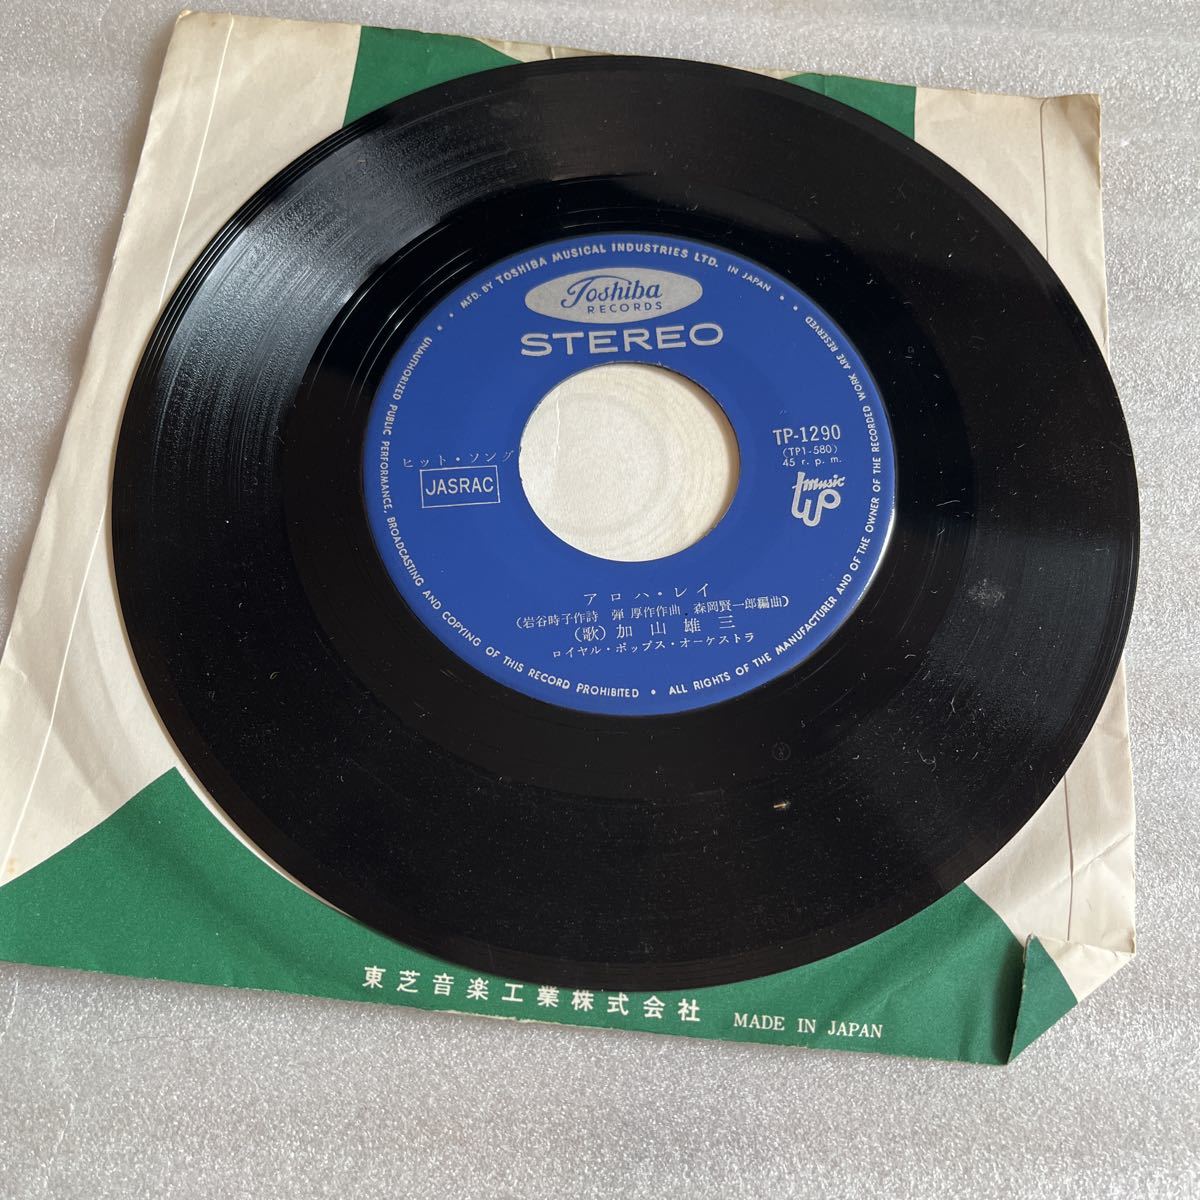 MFD. BY TOSHIBA MUSICAL INDUSTRIES LTD. IN JAPAN
Toshiba
RECORDS
STEREO
TP-1290
(TP1-580)
45 r. p. m.
music
up
ヒット・ソング
JASRAC
アロハ・レイ
(岩谷時子作詩 弾 厚作作曲. 森岡賢一郎編曲)
(歌) 加 山 雄 三
ロイヤル・ポップス・オーケストラ
UNAUTHORIZED PUBLIC PERFORMANCE, BROADCASTING AND COPYING OF THIS RECORD PROHIBITED • ALL RIGHTS OF THE MANUFACTURER AND OF THE OWNER OF THE RECORDED WORK ARE RESERVED
東芝音楽工業株式会社 MADE IN JAPAN